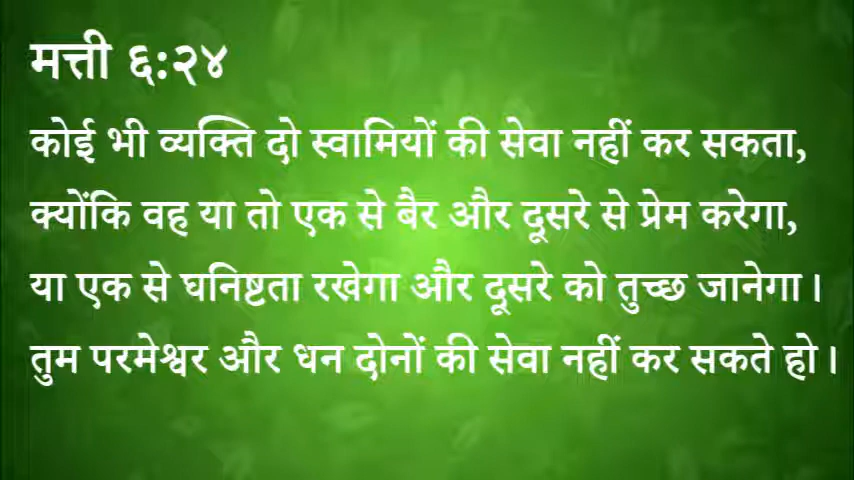 मत्ती ६:२४
कोई भी व्यक्ति दो स्वामियों की सेवा नहीं कर सकता,
क्योंकि वह या तो एक से बैर और दूसरे से प्रेम करेगा,
या एक से घनिष्टता रखेगा और दूसरे को तुच्छ जानेगा।
तुम परमेश्वर और धन दोनों की सेवा नहीं कर सकते हो।